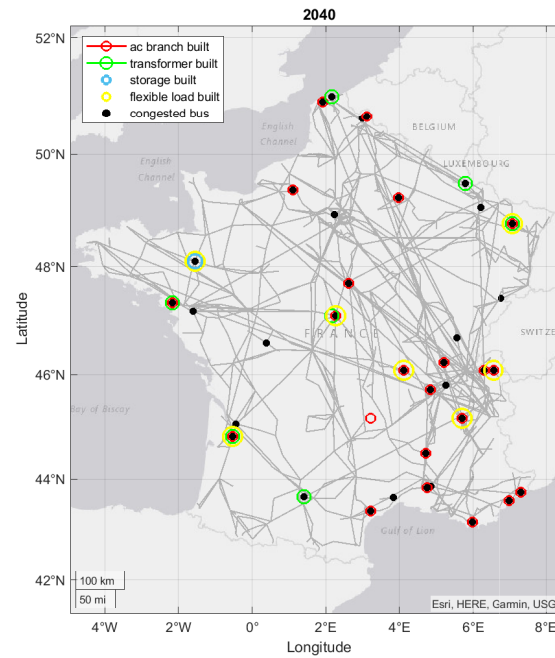 2040
ac branch built
transformer built
storage built
flexible load built
congested bus
52°N
50°N
48°N
46°N
44°N
42°N
Latitude
English
Channel
English
Channel
BELGIUM
LUXEMBOURG
FRANCE
SWITZE
Bay of Biscay
Gulf of Lion
100 km
50 mi
Esri, HERE, Garmin, USG
4°W
2°W
0°
2°E
4°E
6°E
8°E
Longitude